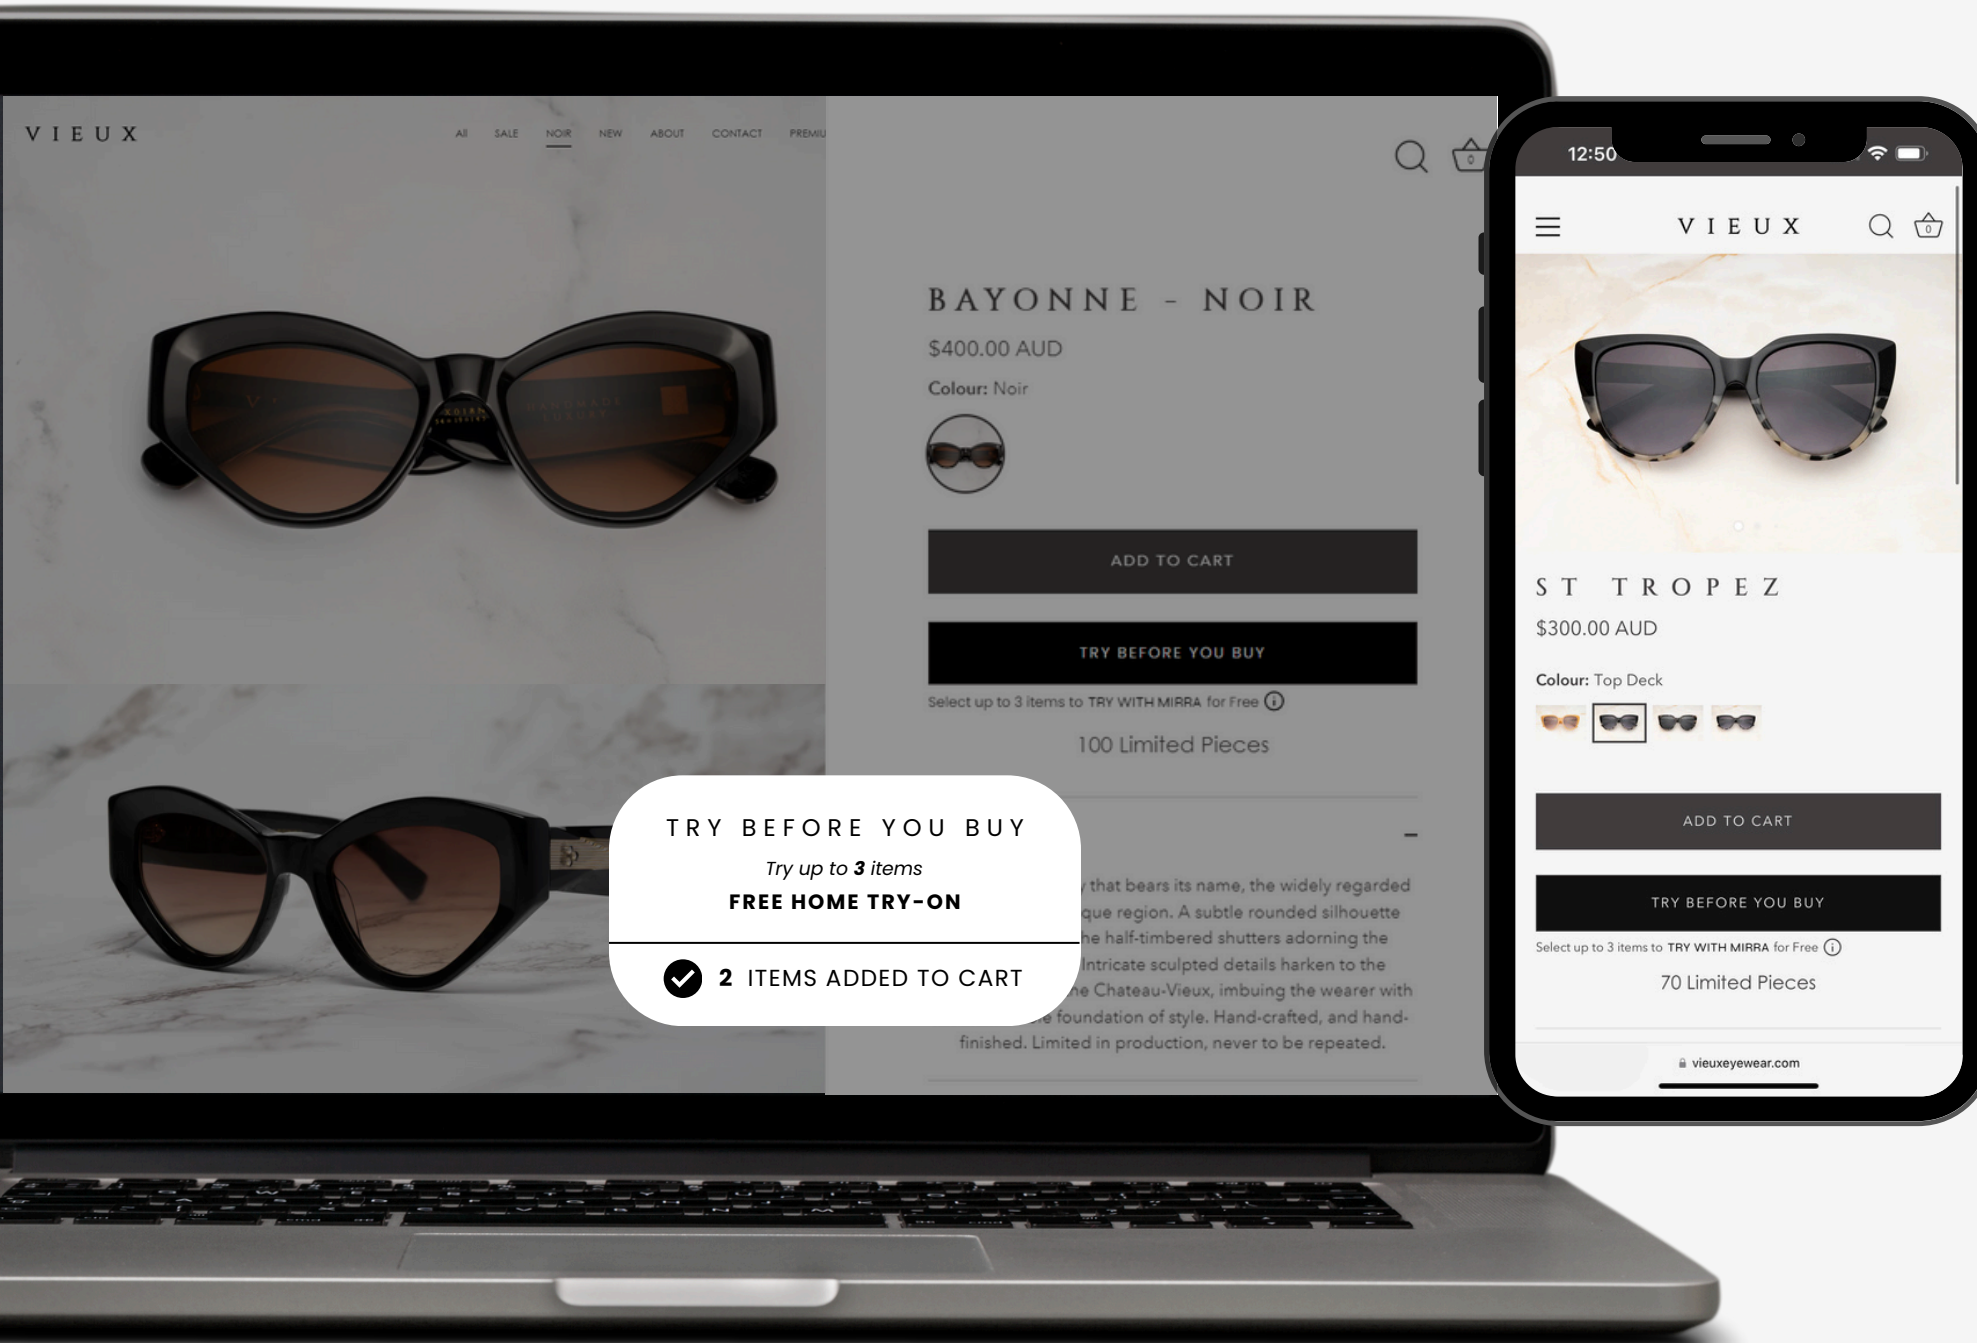 VIEUX
All SALE NOIR NEW ABOUT CONTACT PREMIU
0
BAYONNE - NOIR
$400.00 AUD
Colour: Noir
HANDMADE
LUXURY
ADD TO CART
TRY BEFORE YOU BUY
Select up to 3 items to TRY WITH MIRRA for Free
100 Limited Pieces
TRY BEFORE YOU BUY
Try up to 3 items
FREE HOME TRY-ON
2 ITEMS ADDED TO CART
that bears its name, the widely regarded
que region. A subtle rounded silhouette
he half-timbered shutters adorning the
Intricate sculpted details harken to the
he Chateau-Vieux, imbuing the wearer with
e foundation of style. Hand-crafted, and hand-
finished. Limited in production, never to be repeated.
12:50
VIEUX
0
ST TROPEZ
$300.00 AUD
Colour: Top Deck
ADD TO CART
TRY BEFORE YOU BUY
Select up to 3 items to TRY WITH MIRRA for Free
70 Limited Pieces
vieuxeyewear.com